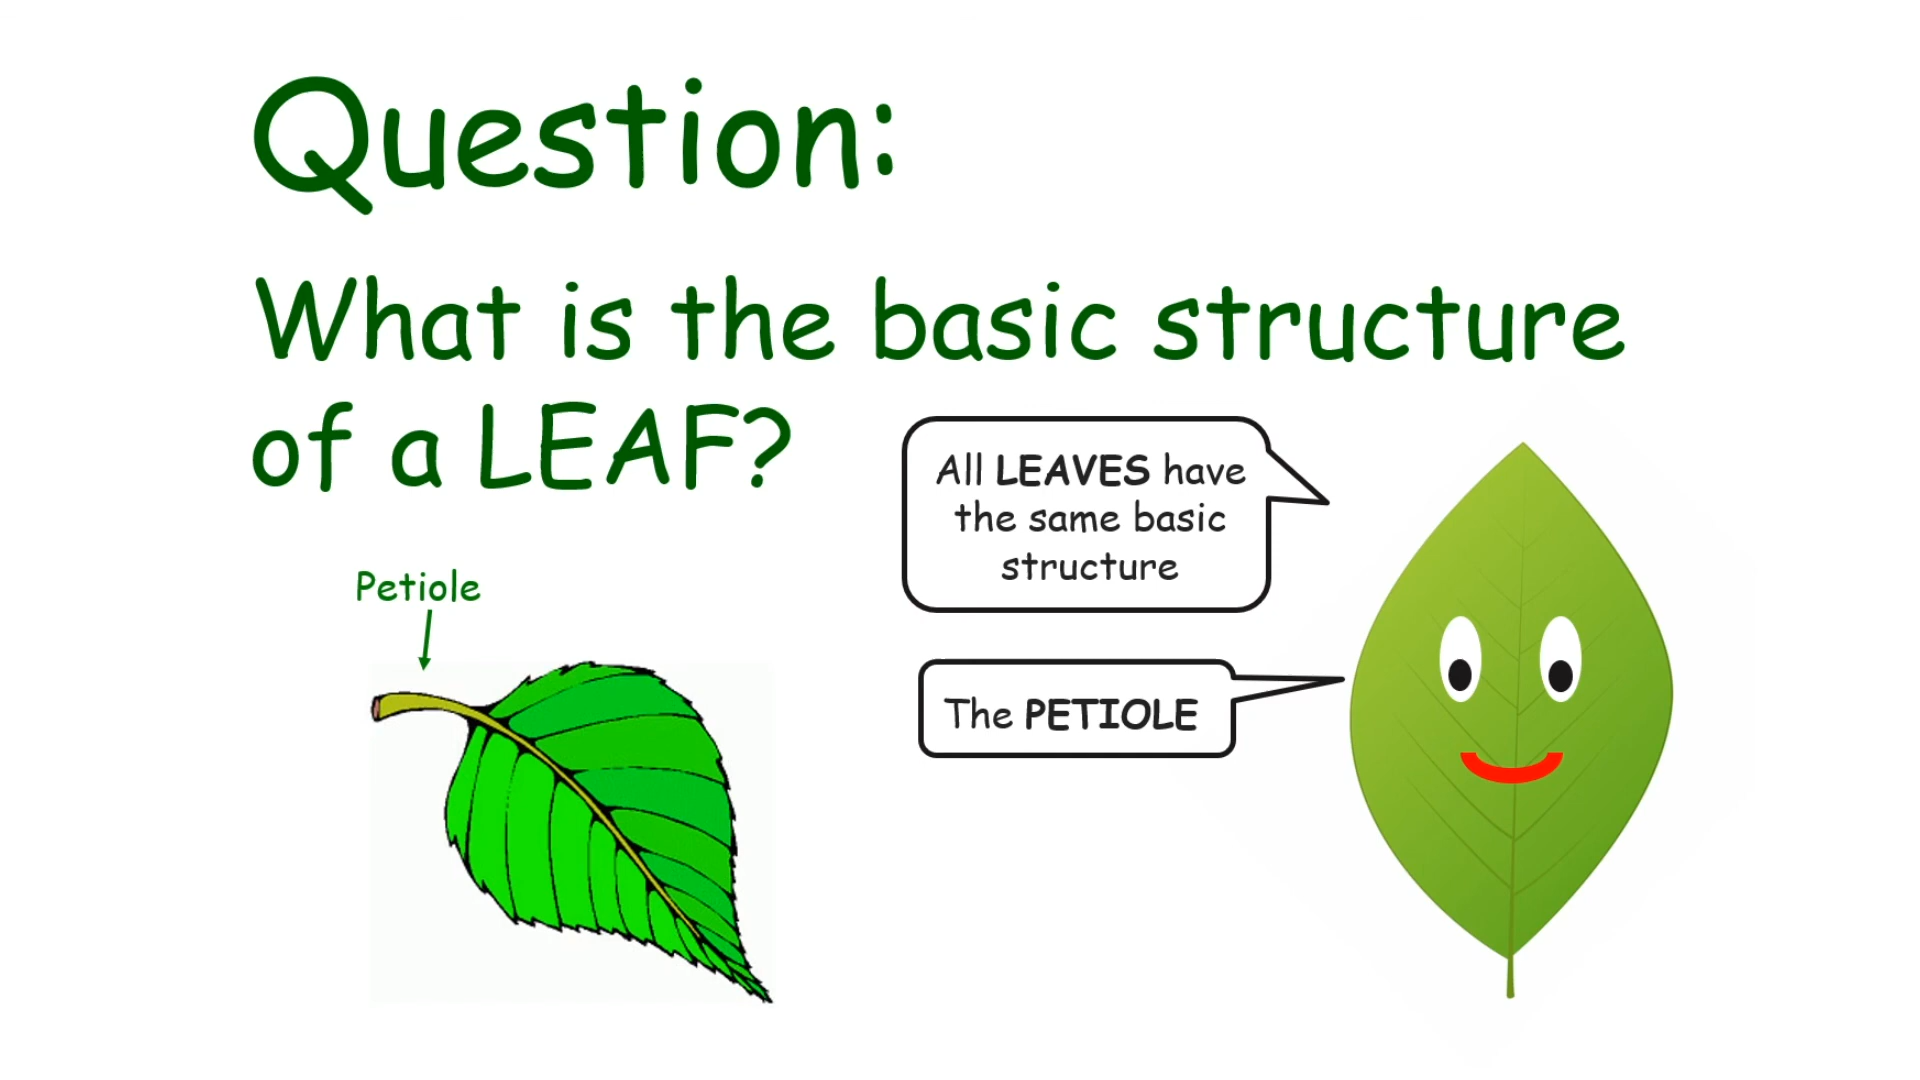 Question:
What is the basic structure
of a LEAF?
All LEAVES have
the same basic
structure
Petiole
The PETIOLE